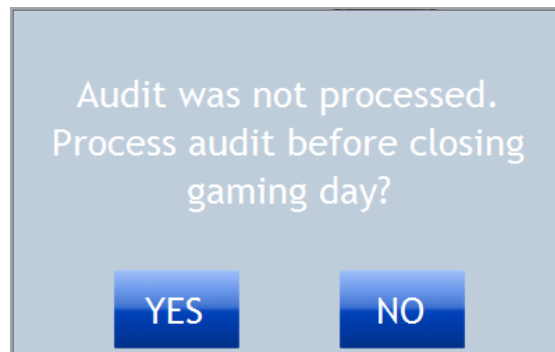 Audit was not processed.
Process audit before closing
gaming day?
YES NO